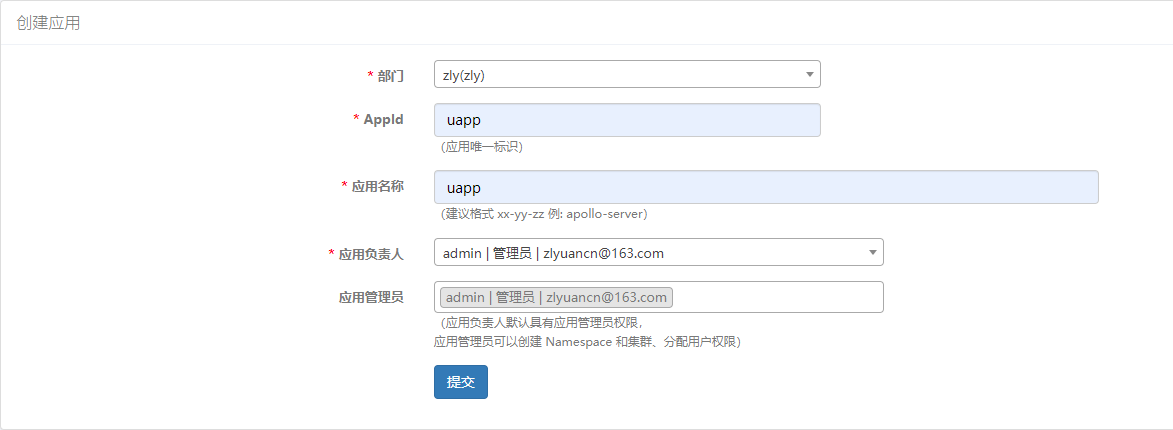 创建应用
* 部门
zly(zly)
* AppId
uapp
(应用唯一标识)
* 应用名称
uapp
(建议格式 xx-yy-zz 例: apollo-server)
* 应用负责人
admin | 管理员 | zlyuancn@163.com
应用管理员
admin | 管理员 | zlyuancn@163.com
(应用负责人默认具有应用管理员权限，
应用管理员可以创建 Namespace 和集群、分配用户权限)
提交